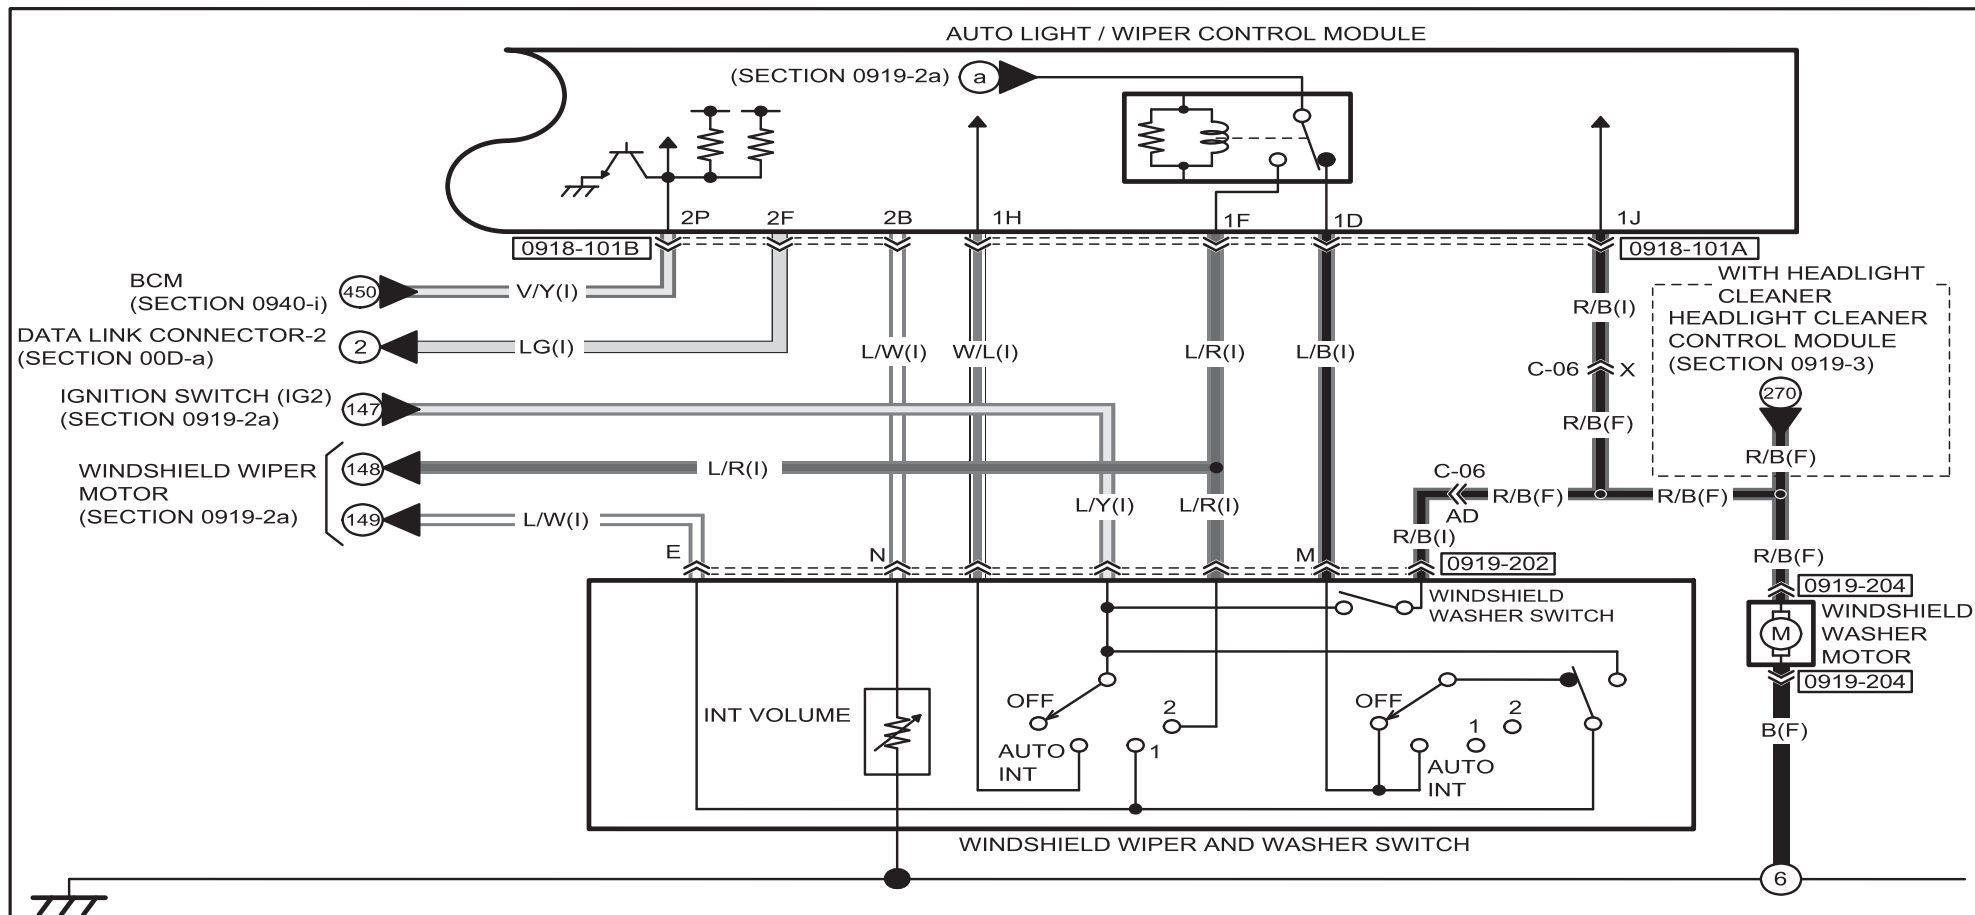 AUTO LIGHT / WIPER CONTROL MODULE
(SECTION 0919-2a)
a
2P
2F
2B
1H
1F
1D
1J
0918-101B
0918-101A
BCM
(SECTION 0940-i)
450
V/Y(I)
DATA LINK CONNECTOR-2
(SECTION 00D-a)
2
LG(I)
L/W(I)
W/L(I)
L/R(I)
L/B(I)
R/B(I)
C-06
X
R/B(F)
WITH HEADLIGHT
CLEANER
HEADLIGHT CLEANER
CONTROL MODULE
(SECTION 0919-3)
270
R/B(F)
IGNITION SWITCH (IG2)
(SECTION 0919-2a)
147
WINDSHIELD WIPER
MOTOR
(SECTION 0919-2a)
148
L/R(I)
149
L/W(I)
L/Y(I)
L/R(I)
C-06
AD
R/B(F)
R/B(F)
R/B(I)
R/B(F)
E
N
M
0919-202
0919-204
WINDSHIELD
WASHER SWITCH
M
WINDSHIELD
WASHER
MOTOR
0919-204
B(F)
INT VOLUME
OFF
AUTO
INT
1
2
OFF
AUTO
INT
1
2
WINDSHIELD WIPER AND WASHER SWITCH
6